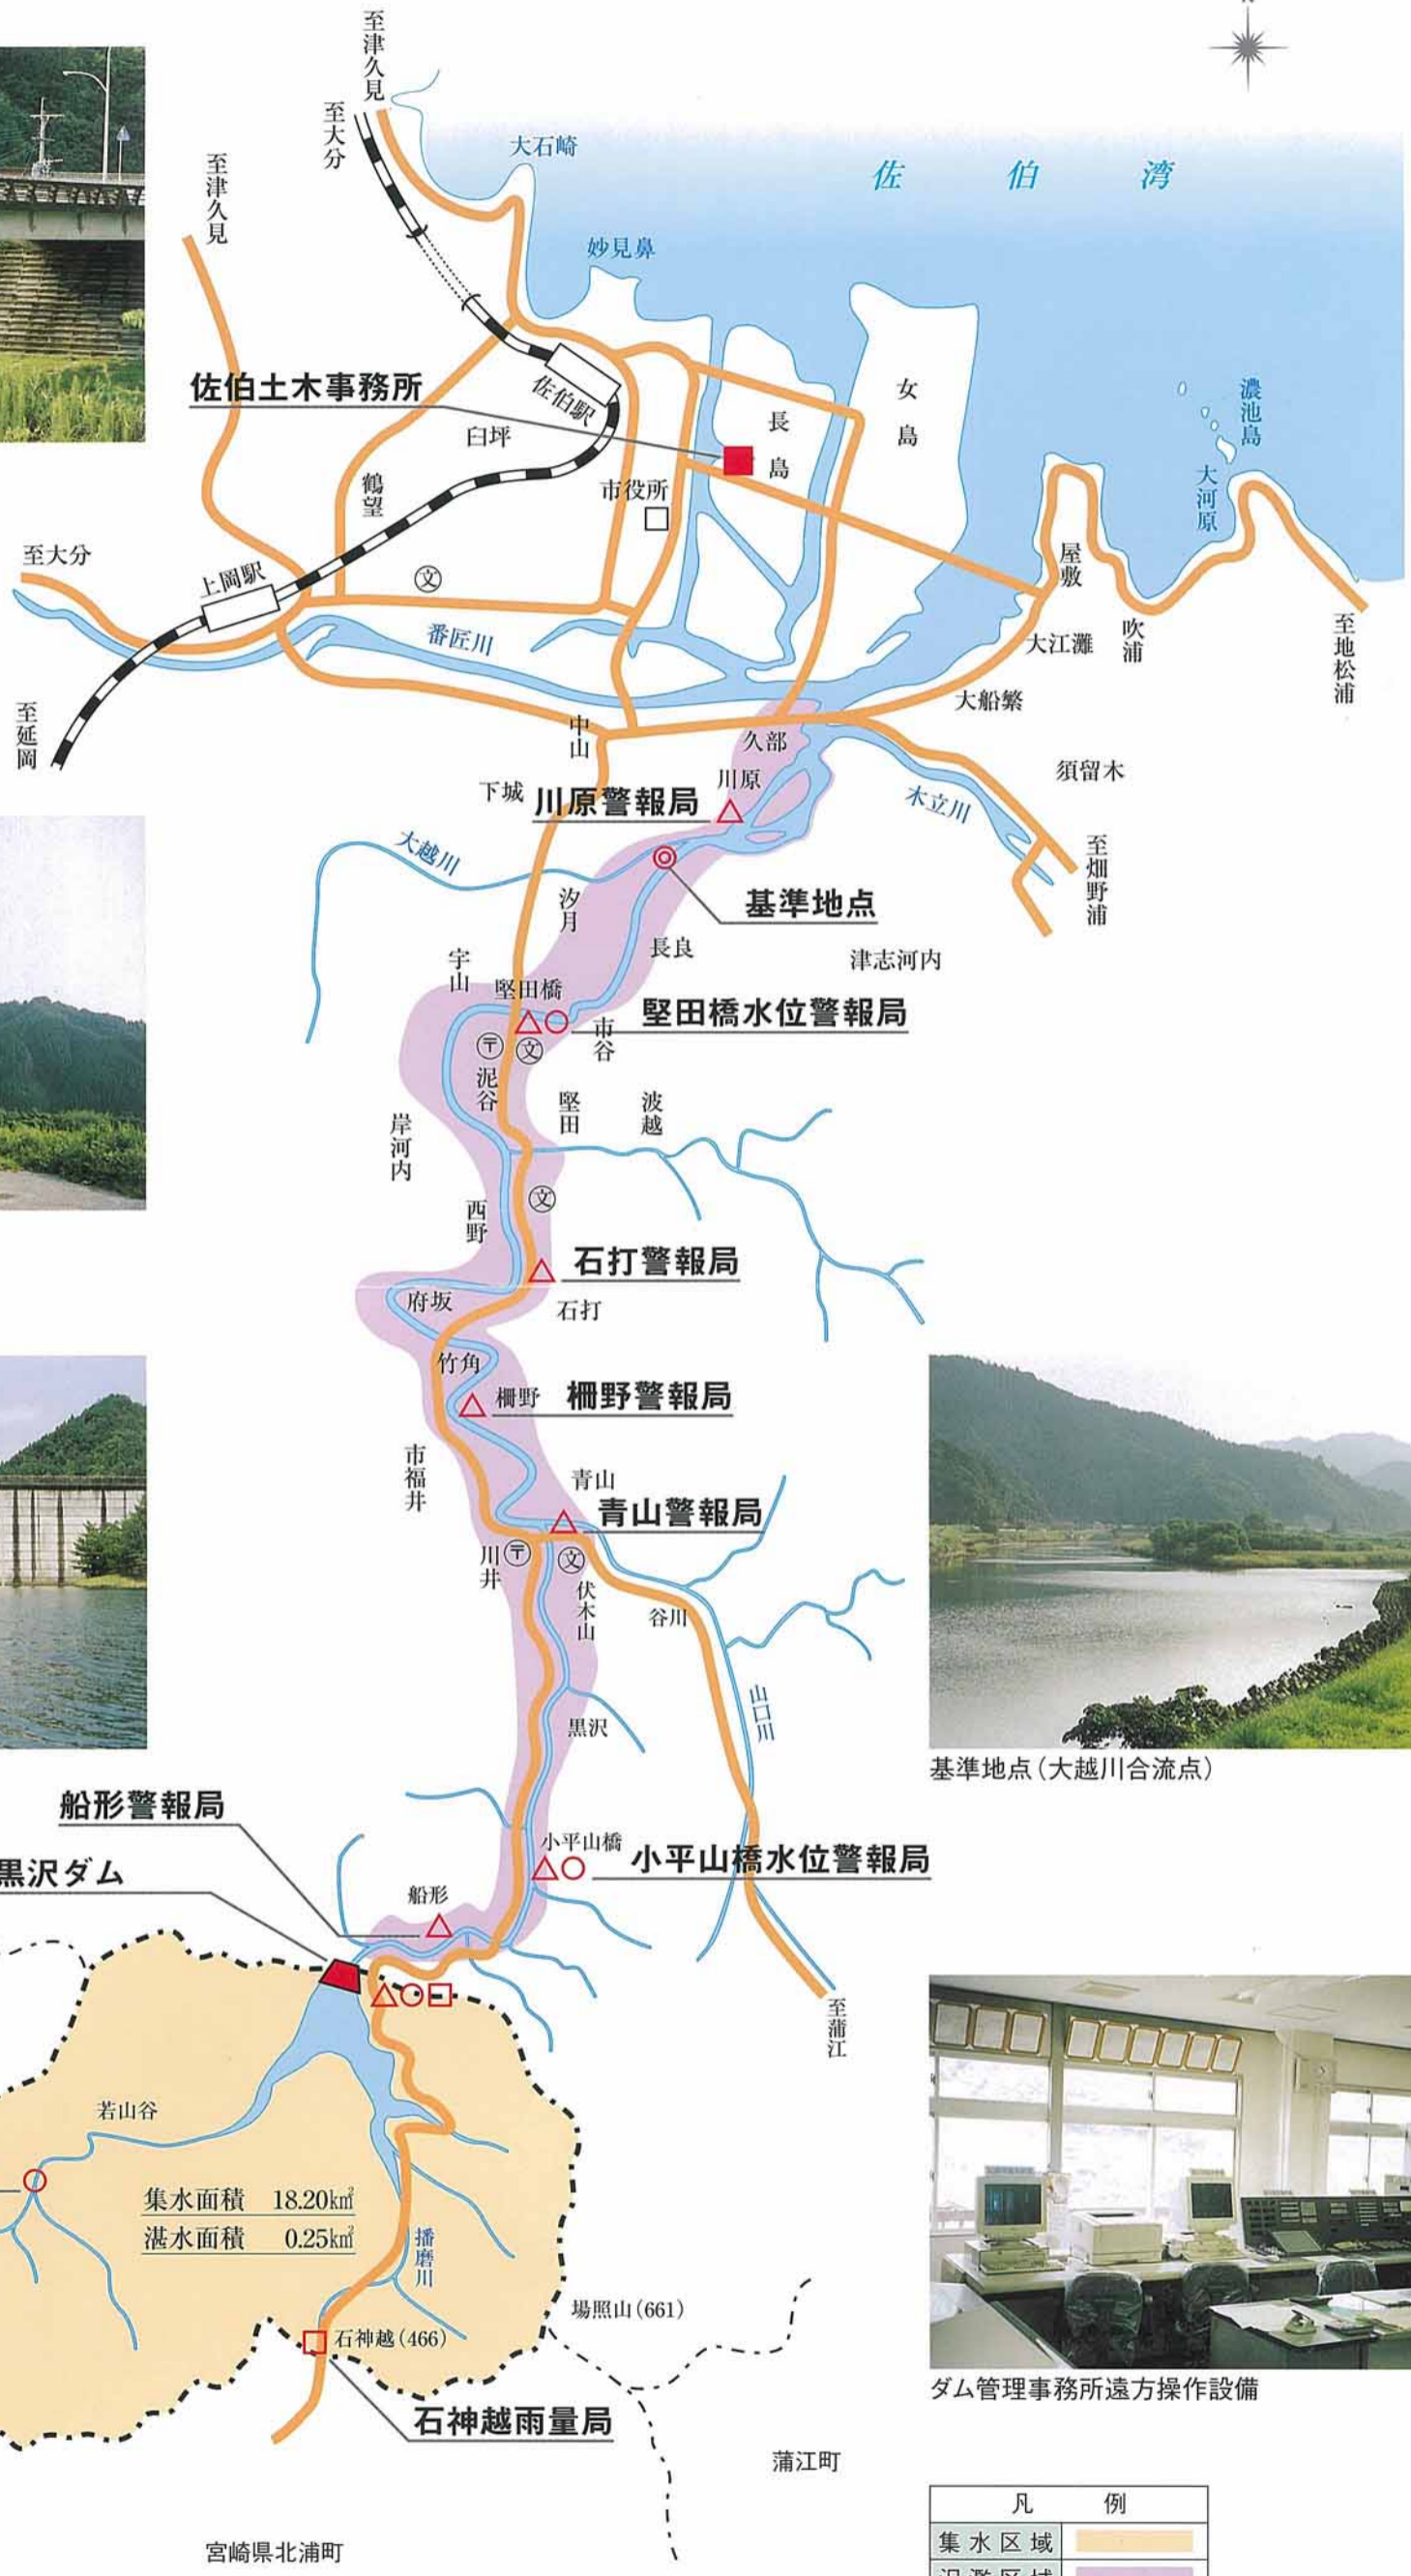 N
至津久見
至大分
至津久見
大石崎
佐伯湾
妙見鼻
佐伯土木事務所
佐伯駅
臼坪
長島
女島
濃池島
大河原
鶴望
市役所
至大分
上岡駅
文
番匠川
屋敷
吹浦
大江灘
至地松浦
大船繁
至延岡
中山
久部
須留木
下城
川原警報局
川原
木立川
大越川
至畑野浦
汐月
基準地点
長良
津志河内
宇山
堅田橋
堅田橋水位警報局
市谷
〒
文
泥谷
堅田
波越
岸河内
西野
文
石打警報局
府坂
石打
竹角
柵野
柵野警報局
市福井
青山
青山警報局
川井
〒
文
伏木山
谷川
山口川
黒沢
基準地点(大越川合流点)
船形警報局
小平山橋
小平山橋水位警報局
黒沢ダム
船形
至蒲江
若山谷
集水面積 18.20㎢
湛水面積 0.25㎢
播磨川
場照山(661)
石神越(466)
ダム管理事務所遠方操作設備
石神越雨量局
蒲江町
宮崎県北浦町
凡例
集水区域